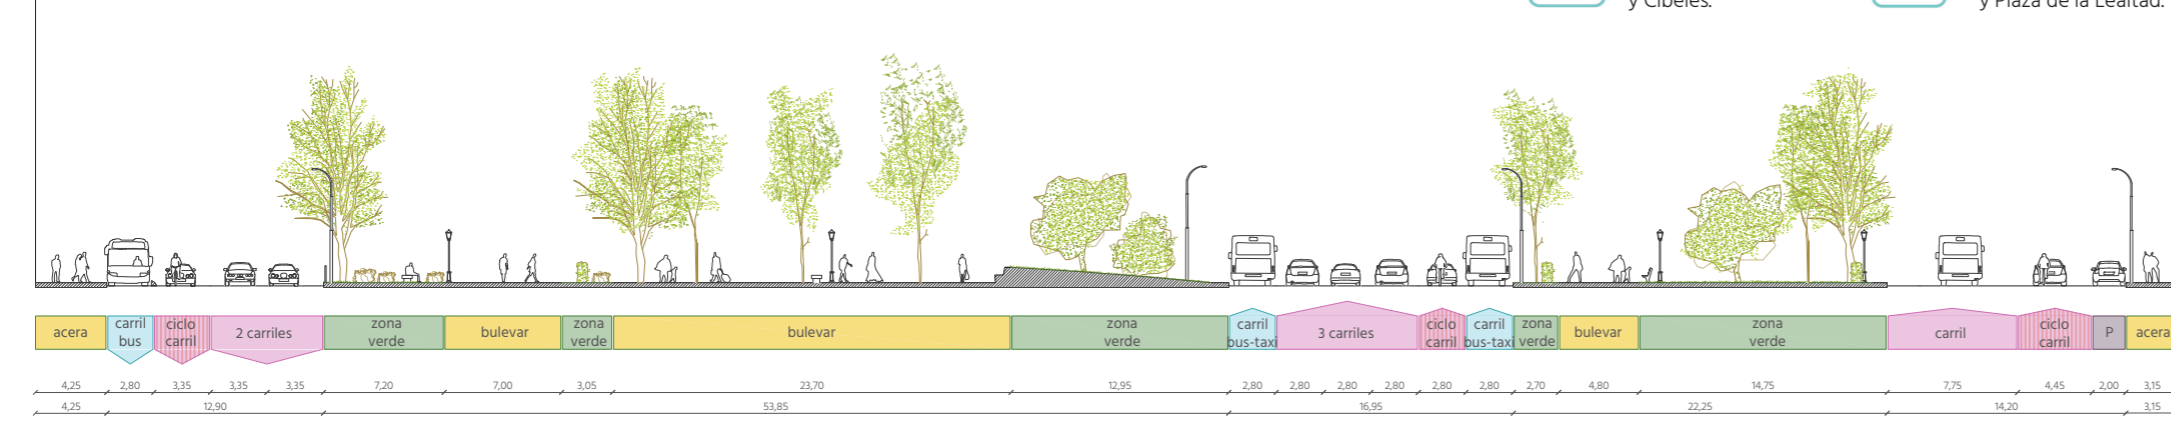 y Cibeles.
y Plaza de la Lealtad.
acera
carril
bus
ciclo
carril
2 carriles
zona
verde
bulevar
zona
verde
bulevar
zona
verde
carril
bus-taxi
3 carriles
ciclo
carril
carril
bus-taxi
zona
verde
bulevar
zona
verde
carril
ciclo
carril
P
acera
4,25 2,80 3,35 3,35 3,35 7,20 7,00 3,05 23,70 12,95 2,80 2,80 2,80 2,80 2,80 2,80 2,70 4,80 14,75 7,75 4,45 2,00 3,15
4,25 12,90 53,85 16,95 22,25 14,20 3,15